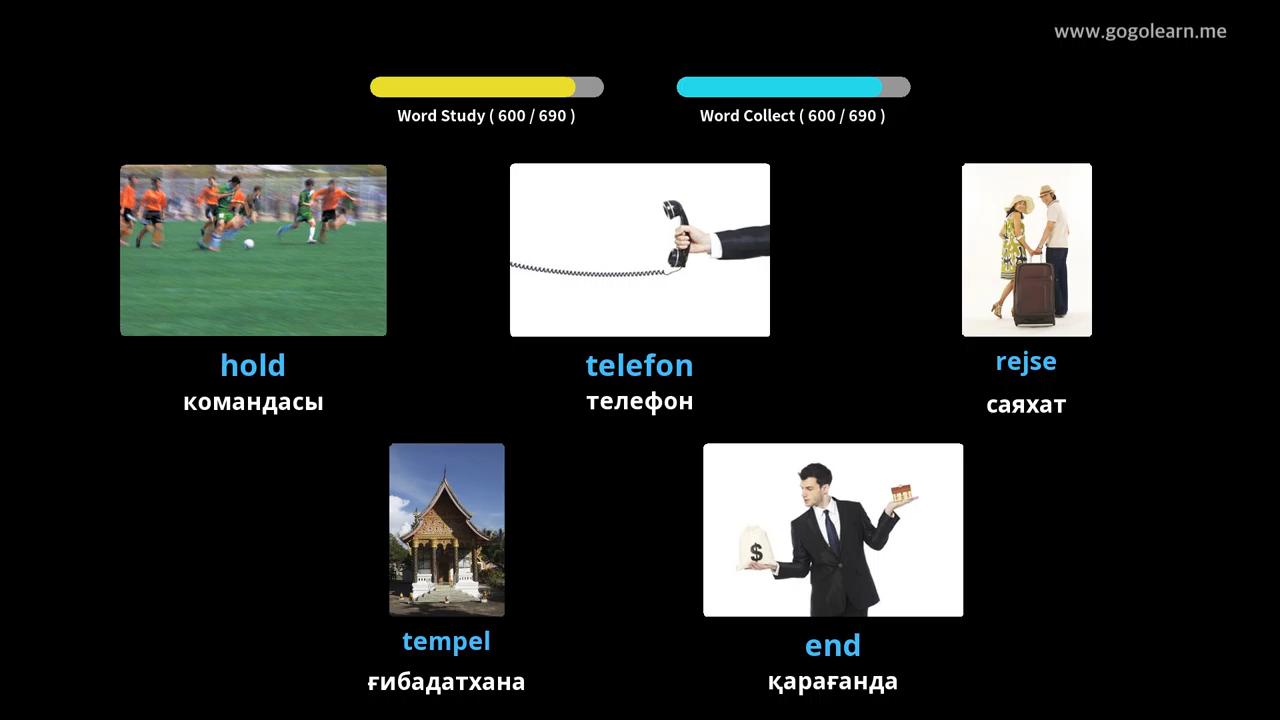 www.gogolearn.me
Word Study ( 600 / 690 )
Word Collect ( 600 / 690 )
hold
командасы
telefon
телефон
rejse
саяхат
$
tempel
ғибадатхана
end
қарағанда